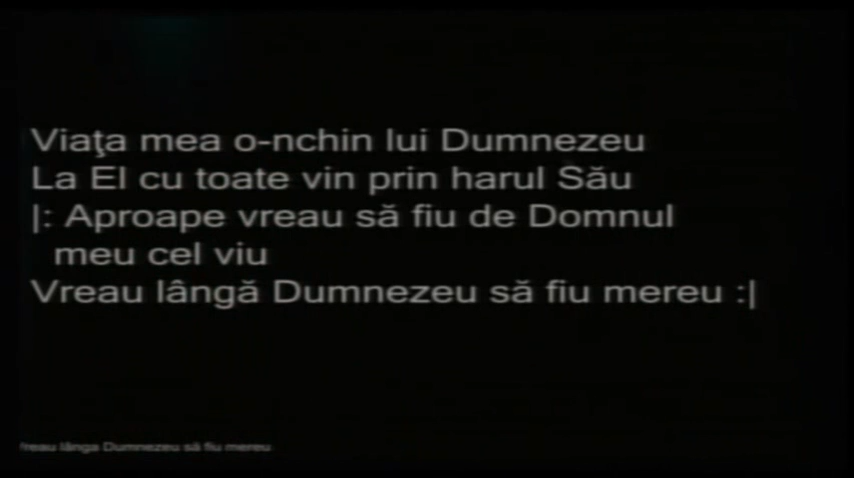 Viaţa mea o-nchin lui Dumnezeu
La El cu toate vin prin harul Său
|: Aproape vreau să fiu de Domnul
meu cel viu
Vreau lângă Dumnezeu să fiu mereu :|
Vreau lânga Dumnezeu să fiu mereu